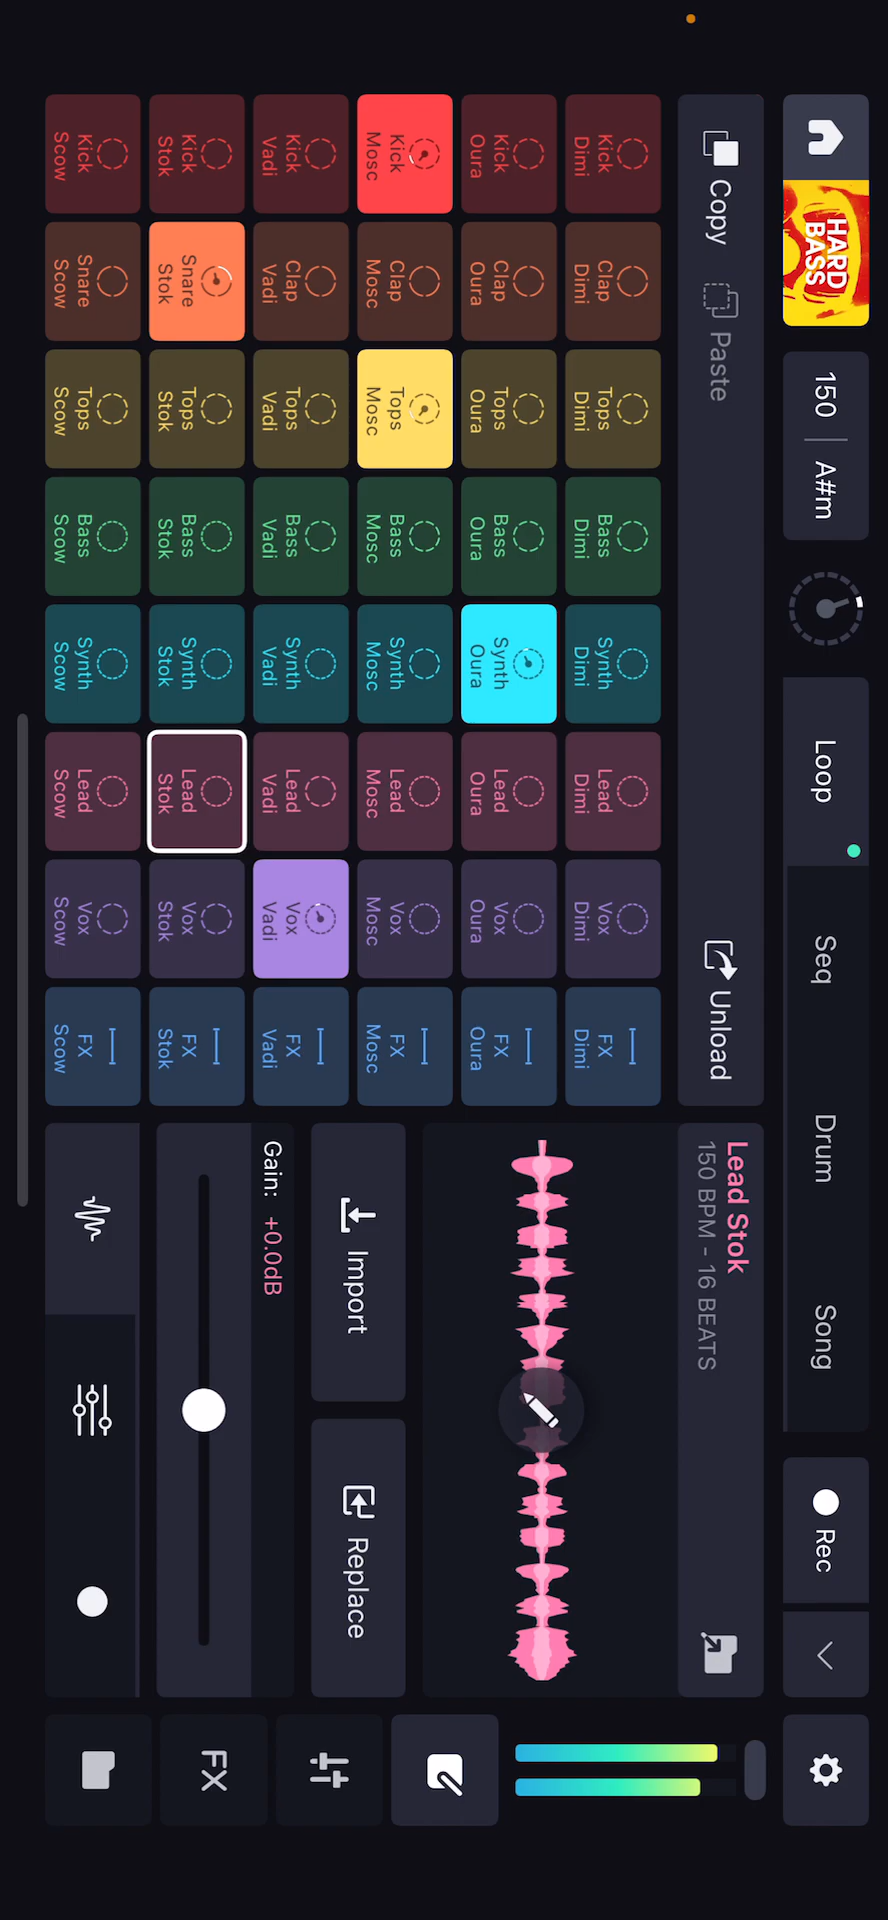 HARD
BASS
150
A#m
Loop
Seq
Drum
Song
Rec
Copy
Paste
Unload
Lead Stok
150 BPM - 16 BEATS
Kick
Dimi
Clap
Dimi
Tops
Dimi
Bass
Dimi
Synth
Dimi
Lead
Dimi
Vox
Dimi
FX
Dimi
Kick
Oura
Clap
Oura
Tops
Oura
Bass
Oura
Synth
Oura
Lead
Oura
Vox
Oura
FX
Oura
Kick
Mosc
Clap
Mosc
Tops
Mosc
Bass
Mosc
Synth
Mosc
Lead
Mosc
Vox
Mosc
FX
Mosc
Kick
Vadi
Clap
Vadi
Tops
Vadi
Bass
Vadi
Synth
Vadi
Lead
Vadi
Vox
Vadi
FX
Vadi
Kick
Stok
Snare
Stok
Tops
Stok
Bass
Stok
Synth
Stok
Lead
Stok
Vox
Stok
FX
Stok
Kick
Scow
Snare
Scow
Tops
Scow
Bass
Scow
Synth
Scow
Lead
Scow
Vox
Scow
FX
Scow
Import
Replace
Gain: +0.0dB
FX